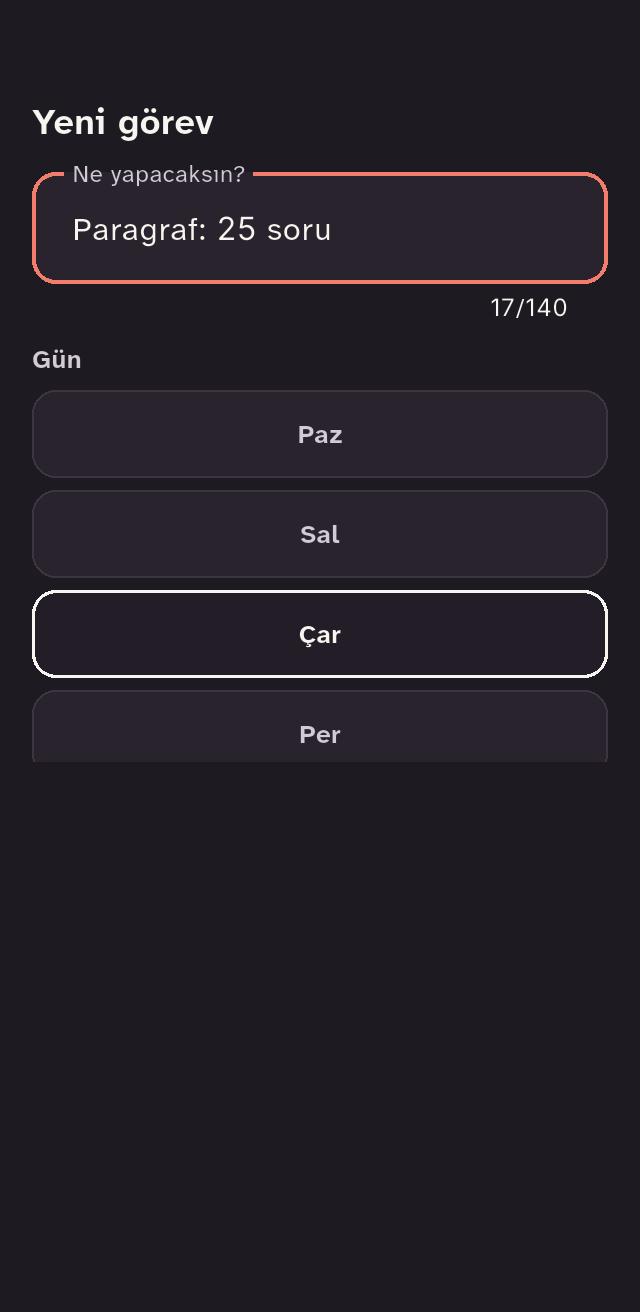 Yeni görev
Ne yapacaksın?
Paragraf: 25 soru
17/140
Gün
Paz
Sal
Çar
Per